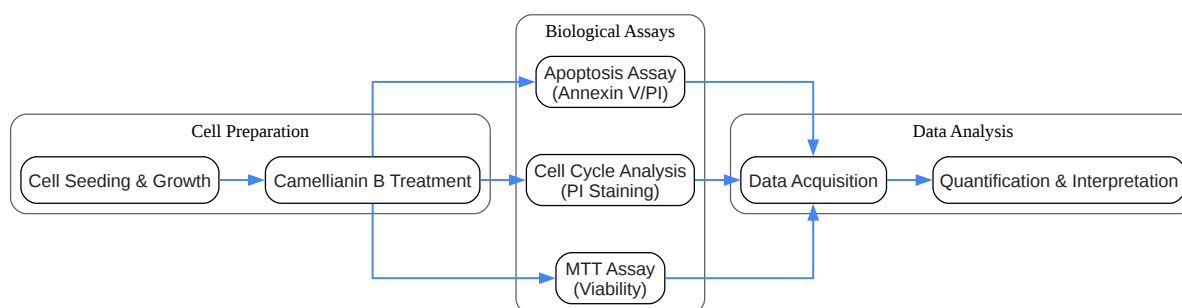 Cell Preparation
Cell Seeding & Growth
Camellianin B Treatment
Biological Assays
Apoptosis Assay
(Annexin V/PI)
Cell Cycle Analysis
(PI Staining)
MTT Assay
(Viability)
Data Analysis
Data Acquisition
Quantification & Interpretation